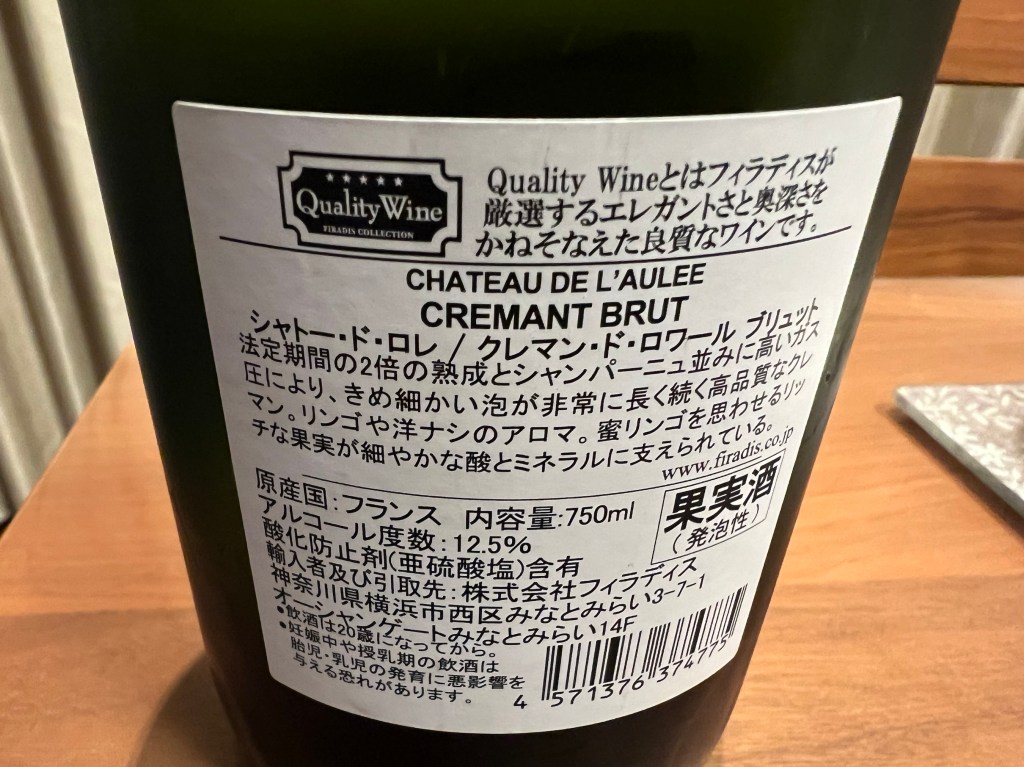 ★★★★★
Quality Wine
FIRADIS COLLECTION
Quality Wineとはフィラディスが
厳選するエレガントさと奥深さを
かねそなえた良質なワインです。
CHATEAU DE L'AULEE
CREMANT BRUT
シャトー・ド・ロレ / クレマン・ド・ロワール ブリュット
法定期間の2倍の熟成とシャンパーニュ並みに高いガス
圧により、きめ細かい泡が非常に長く続く高品質なクレ
マン。リンゴや洋ナシのアロマ。蜜リンゴを思わせるリッ
チな果実が細やかな酸とミネラルに支えられている。
www.firadis.co.jp
原産国:フランス 内容量:750ml
アルコール度数:12.5%
酸化防止剤(亜硫酸塩)含有
果実酒
(発泡性)
輸入者及び引取先:株式会社フィラディス
神奈川県横浜市西区みなとみらい3-7-1
オーシャンゲートみなとみらい14F
●飲酒は20歳になってから。
●妊娠中や授乳期の飲酒は
胎児・乳児の発育に悪影響を
与える恐れがあります。
4 571376 374775